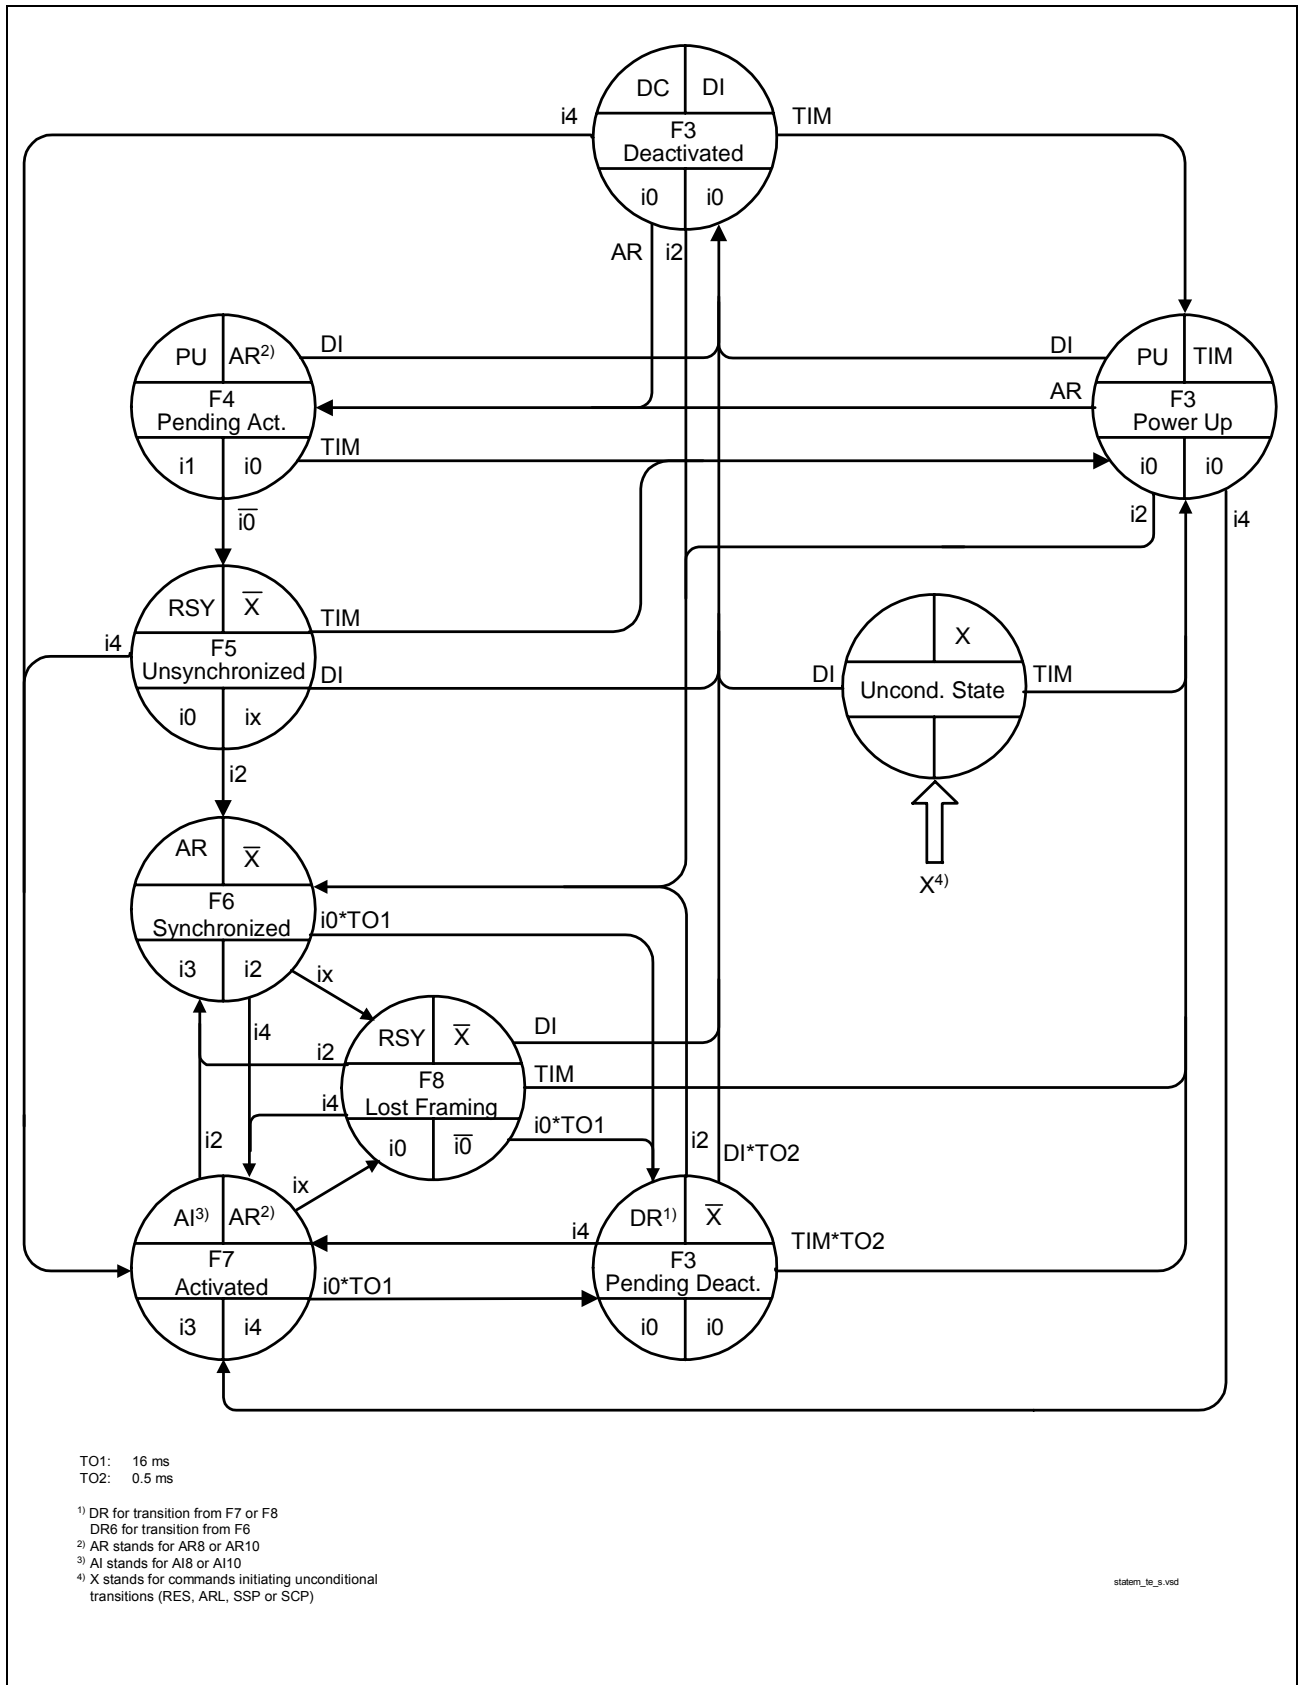 DC DI
i4 TIM
F3
Deactivated
i0 i0
AR i2
PU AR2) DI
F4
Pending Act.
i1 i0 TIM
i0̅
DI PU TIM
AR F3
Power Up
i0 i0
i2 i4
RSY X̅ TIM
i4 F5
Unsynchronized DI
i0 ix
i2
X
DI Uncond. State TIM
X4)
AR X̅
F6
Synchronized i0*TO1
i3 i2 ix
i4
RSY X̅ DI
i2 F8 TIM
i4 Lost Framing
i0 i0̅ i0*TO1
i2 ix
i2 DI*TO2
AI3) AR2)
F7
Activated i0*TO1
i3 i4
i4 DR1) X̅ TIM*TO2
F3
Pending Deact.
i0 i0
TO1: 16 ms
TO2: 0.5 ms
1) DR for transition from F7 or F8
DR6 for transition from F6
2) AR stands for AR8 or AR10
3) AI stands for AI8 or AI10
4) X stands for commands initiating unconditional
transitions (RES, ARL, SSP or SCP)
statem_te_s.vsd